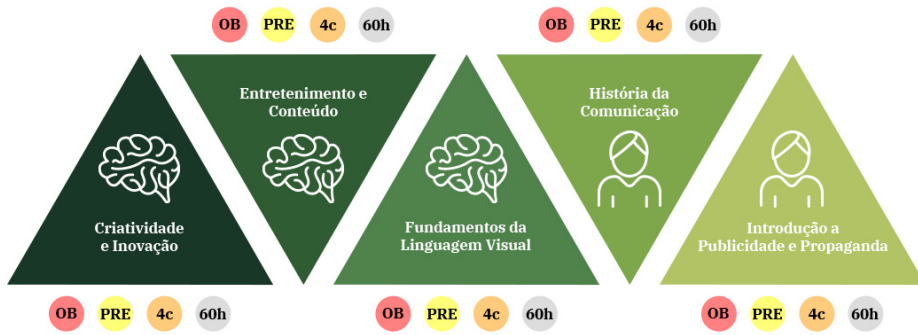 OB PRE 4c 60h
OB PRE 4c 60h
Criatividade
e Inovação
Entretenimento e
Conteúdo
Fundamentos da
Linguagem Visual
História da
Comunicação
Introdução a
Publicidade e Propaganda
OB PRE 4c 60h
OB PRE 4c 60h
OB PRE 4c 60h